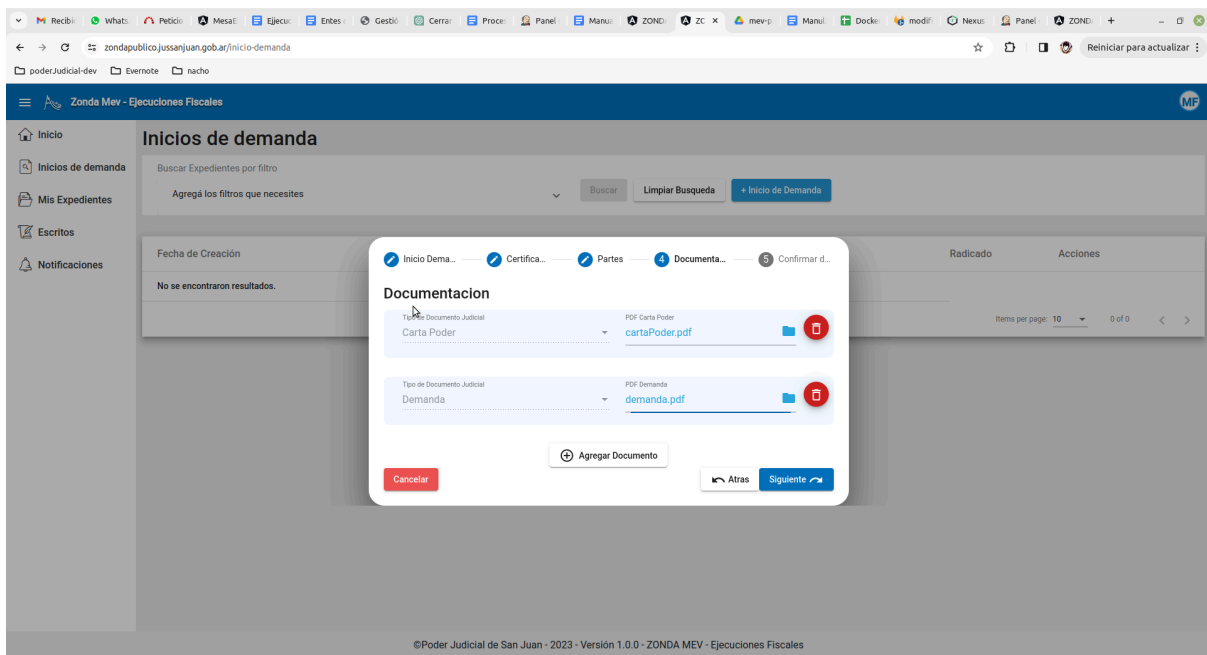 Recibi Whats Peticio MesaE Ejjecuc Entes Gestió Cerrar Proces Panel Manua ZOND ZC mev-p Manul Docke modifi Nexus Panel ZOND
zondapublico.jussanjuan.gob.ar/inicio-demanda Reiniciar para actualizar
poderJudicial-dev Evernote nacho
Zonda Mev - Ejecuciones Fiscales MF
Inicio
Inicios de demanda
Mis Expedientes
Escritos
Notificaciones
Inicios de demanda
Buscar Expedientes por filtro
Agregá los filtros que necesites Buscar Limpiar Busqueda + Inicio de Demanda
Fecha de Creación Radicado Acciones
No se encontraron resultados.
Items per page: 10 0 of 0
Inicio Dema... Certifica... Partes 4 Documenta... 5 Confirmar d...
Documentacion
Tipo de Documento Judicial PDF Carta Poder
Carta Poder cartaPoder.pdf
Tipo de Documento Judicial PDF Demanda
Demanda demanda.pdf
Agregar Documento
Cancelar Atras Siguiente
©Poder Judicial de San Juan - 2023 - Versión 1.0.0 - ZONDA MEV - Ejecuciones Fiscales